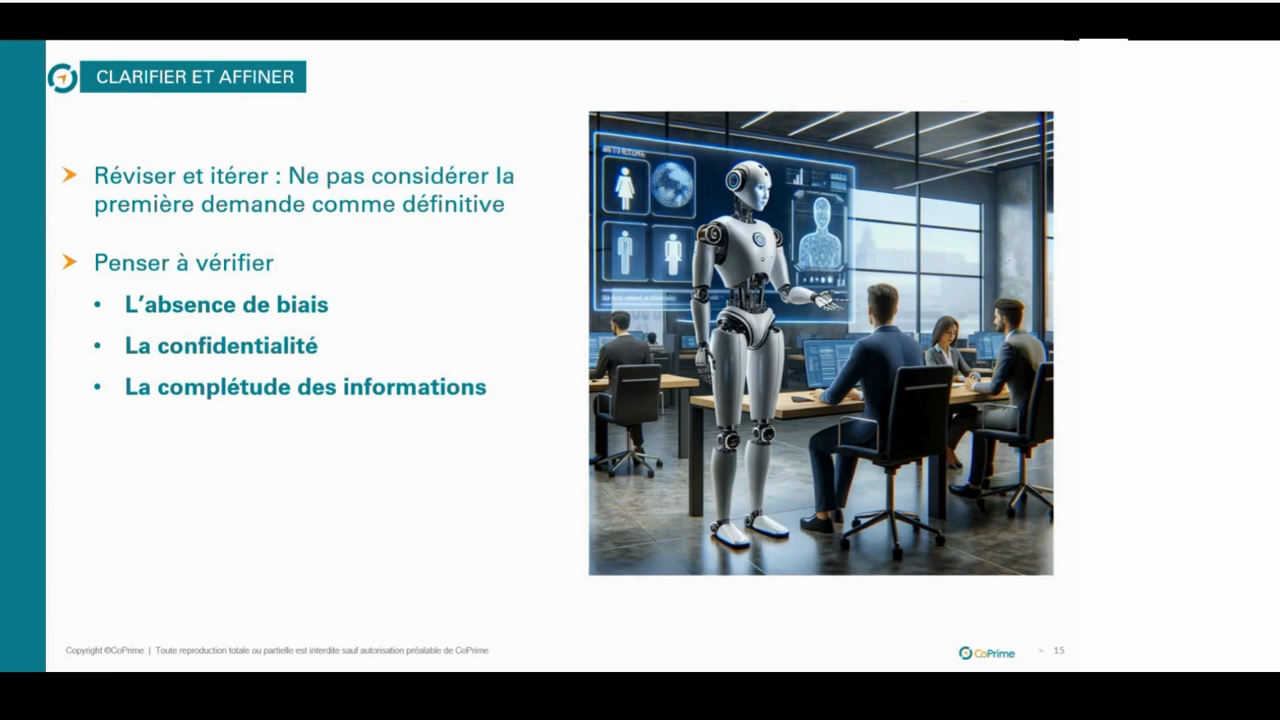 CLARIFIER ET AFFINER
Réviser et itérer : Ne pas considérer la
première demande comme définitive
Penser à vérifier
• L'absence de biais
• La confidentialité
• La complétude des informations
Copyright ©CoPrime | Toute reproduction totale ou partielle est interdite sauf autorisation préalable de CoPrime
CoPrime
15